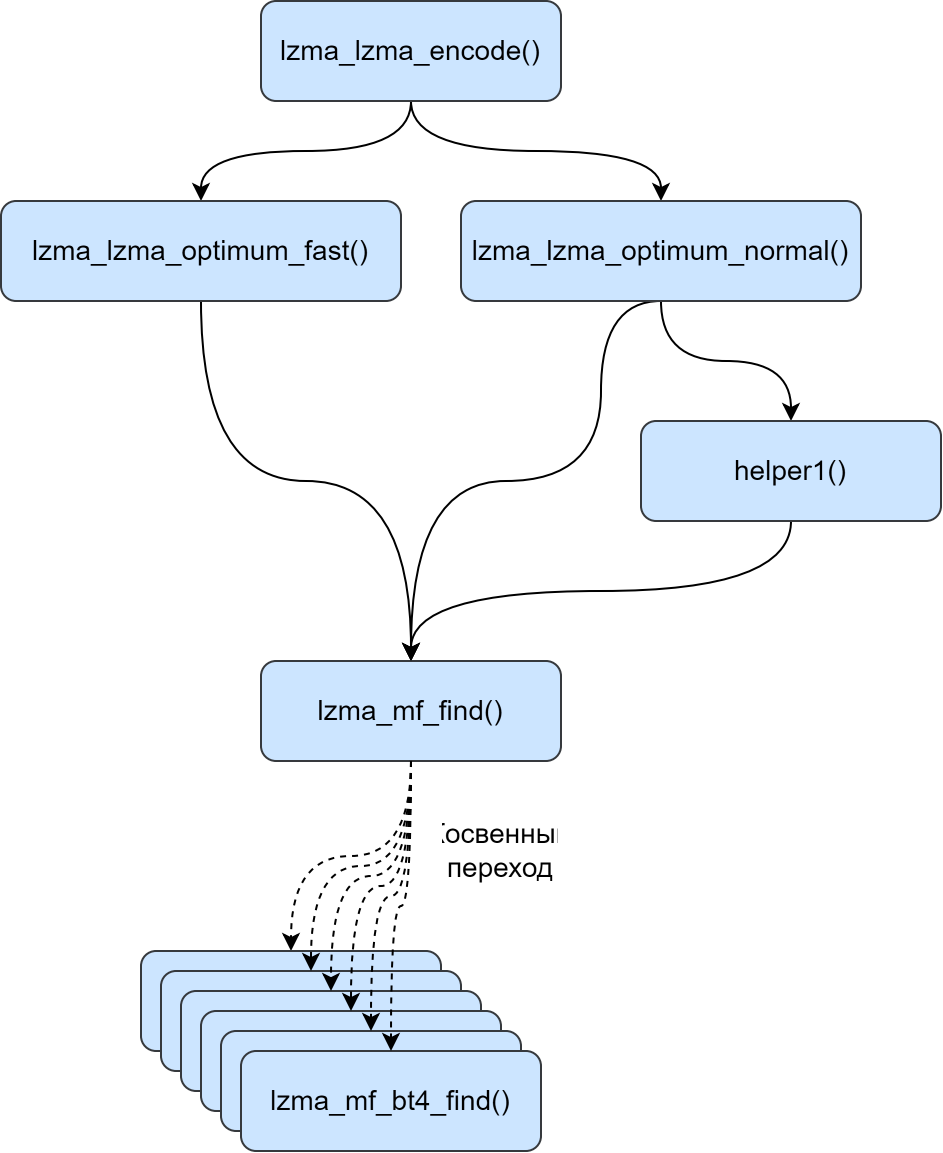 lzma_lzma_encode()
lzma_lzma_optimum_fast()
lzma_lzma_optimum_normal()
helper1()
lzma_mf_find()
переход
lzma_mf_bt4_find()